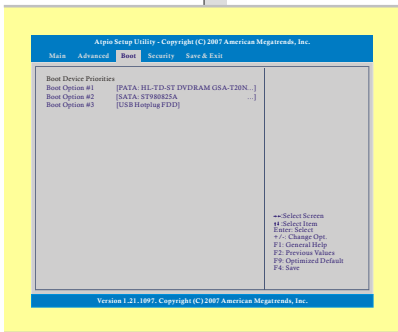 Atpio Setup Utility - Copyright (C) 2007 American Megatrends, Inc.
Main Advanced Boot Security Save & Exit
Boot Device Priorities
Boot Option #1 [PATA: HL-TD-ST DVDRAM GSA-T20N...]
Boot Option #2 [SATA: ST980825A ...]
Boot Option #3 [USB Hotplug FDD]
↔:Select Screen
↑↓:Select Item
Enter: Select
+/-: Change Opt.
F1: General Help
F2: Previous Values
F9: Optimized Default
F4: Save
Version 1.21.1097. Copyright (C) 2007 American Megatrends, Inc.